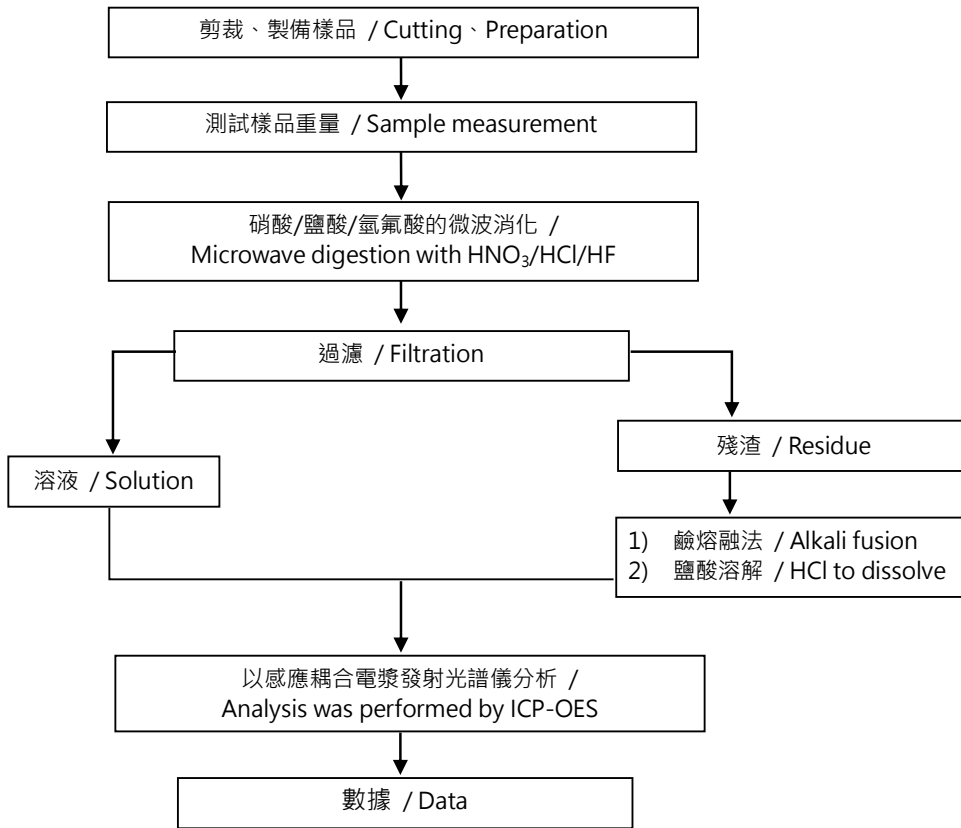 剪裁、製備樣品 / Cutting、Preparation
測試樣品重量 / Sample measurement
硝酸/鹽酸/氫氟酸的微波消化 /
Microwave digestion with HNO₃/HCl/HF
過濾 / Filtration
溶液 / Solution
殘渣 / Residue
1) 鹼熔融法 / Alkali fusion
2) 鹽酸溶解 / HCl to dissolve
以感應耦合電漿發射光譜儀分析 /
Analysis was performed by ICP-OES
數據 / Data